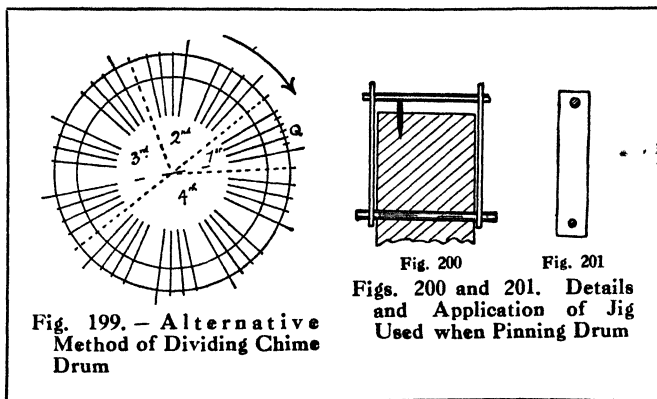 2nd
Q
3rd
1st
4th
Fig. 200
Fig. 201
Figs. 200 and 201. Details
and Application of Jig
Used when Pinning Drum
Fig. 199. — Alternative
Method of Dividing Chime
Drum